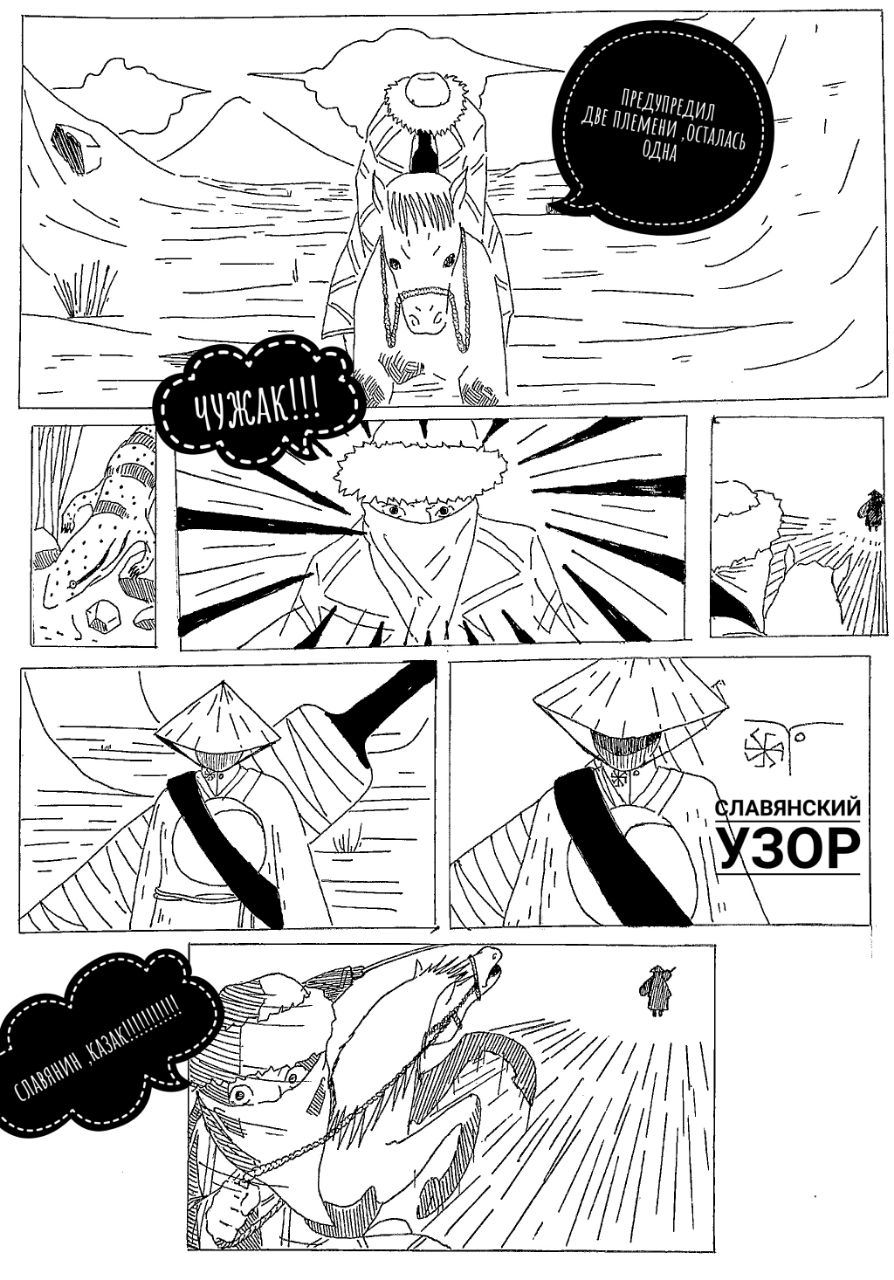 ПРЕДУПРЕДИЛ
ДВЕ ПЛЕМЕНИ ,ОСТАЛАСЬ
ОДНА
ЧУЖАК!!!
СЛАВЯНСКИЙ
УЗОР
СЛАВЯНИН ,КАЗАК!!!!!!!!!!!